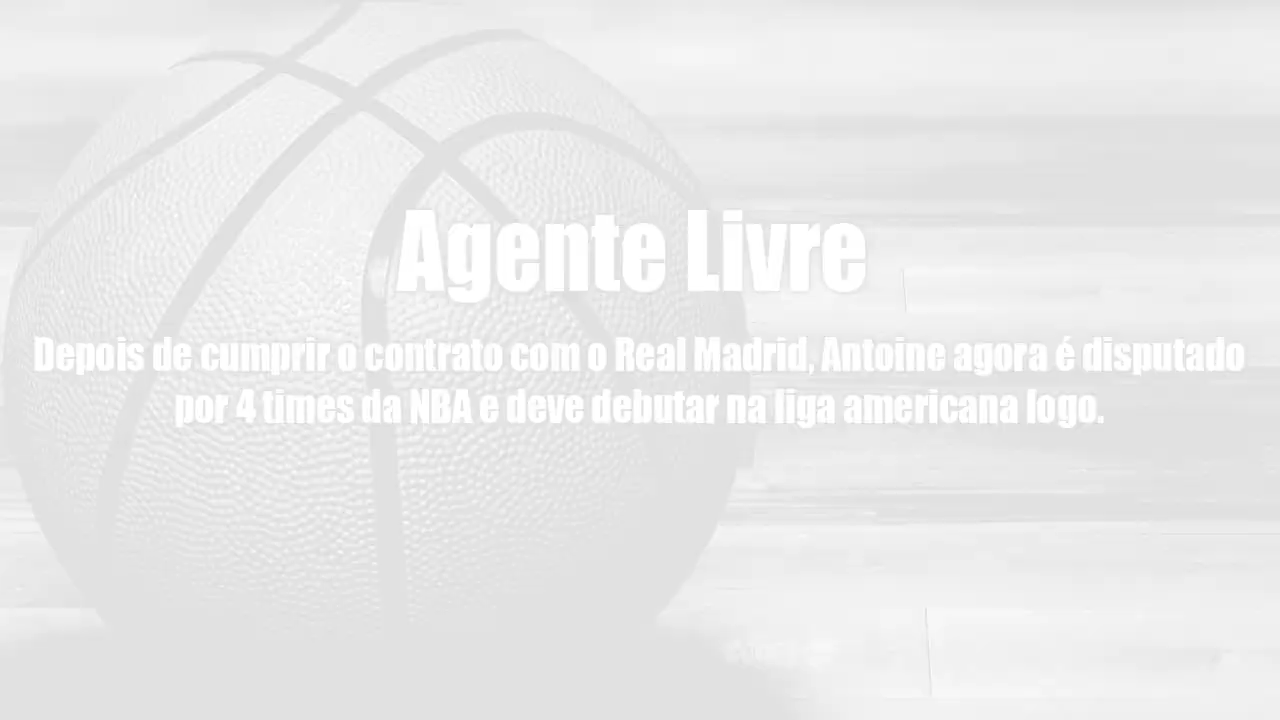 Agente Livre
Depois de cumprir o contrato com o Real Madrid, Antoine agora é disputado
por 4 times da NBA e deve debutar na liga americana logo.